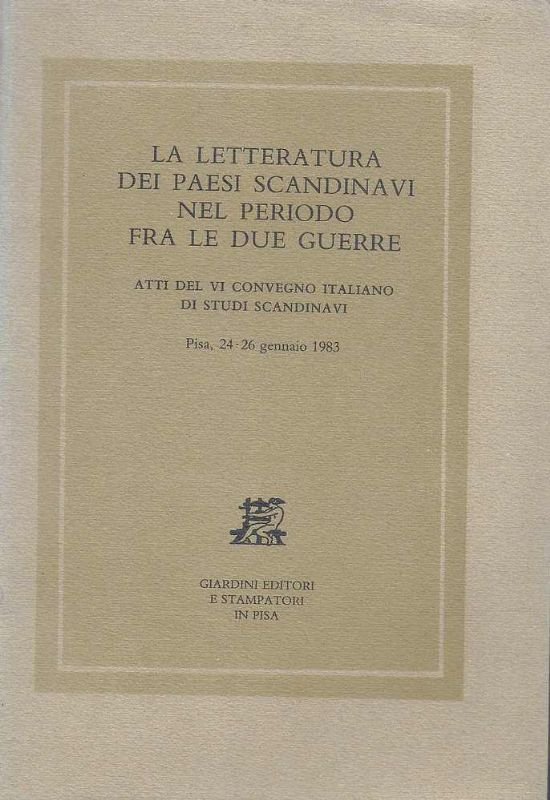 LA LETTERATURA
DEI PAESI SCANDINAVI
NEL PERIODO
FRA LE DUE GUERRE
ATTI DEL VI CONVEGNO ITALIANO
DI STUDI SCANDINAVI
Pisa, 24-26 gennaio 1983
GIARDINI EDITORI
E STAMPATORI
IN PISA